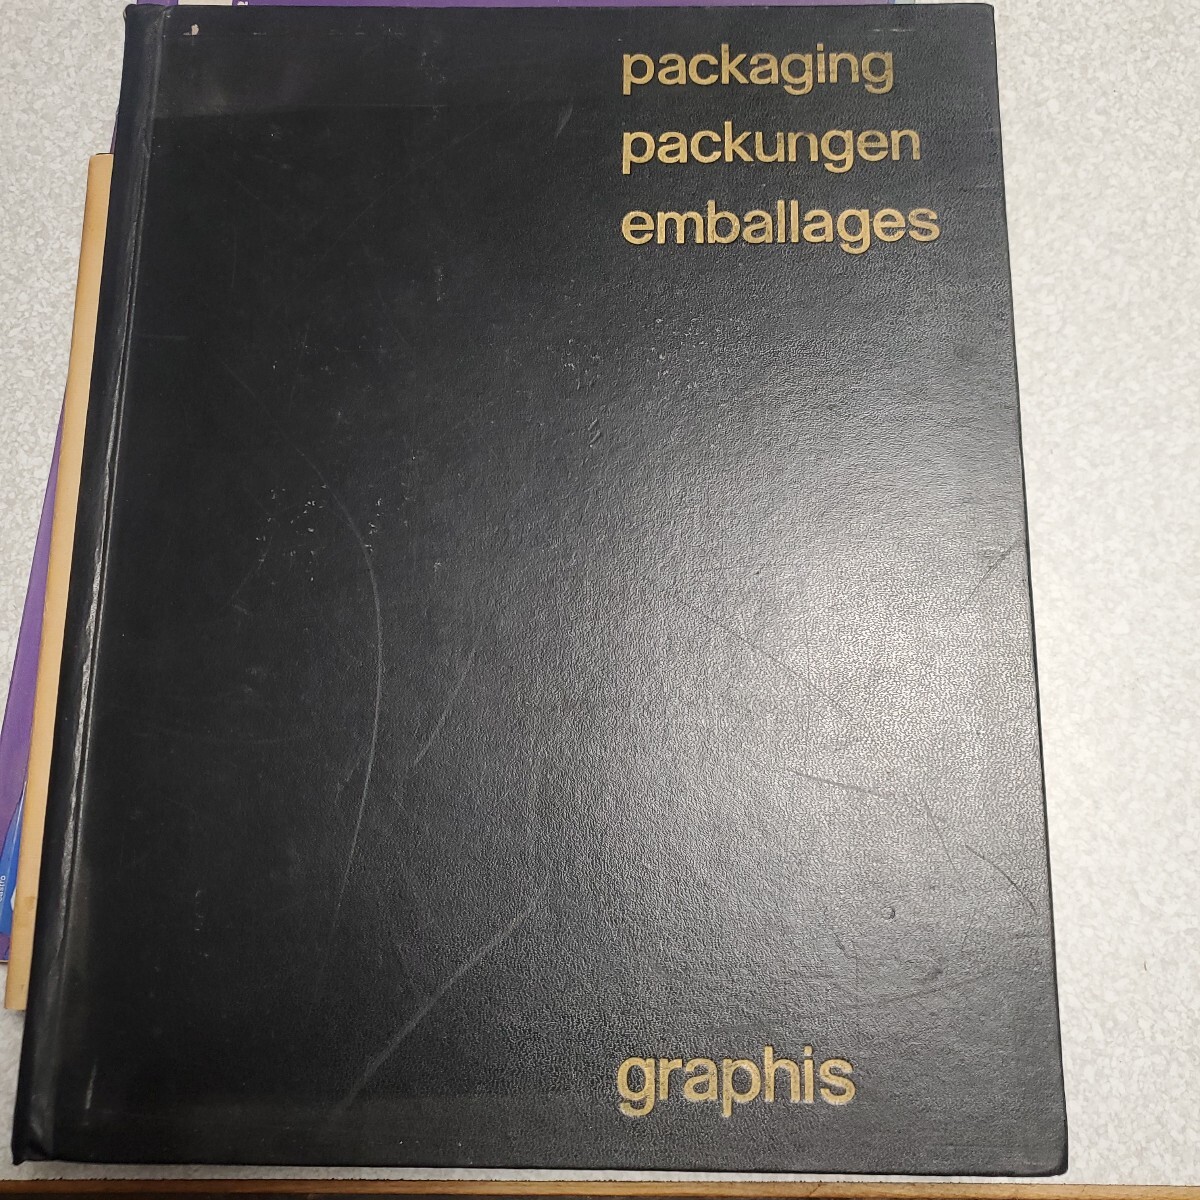 packaging
packungen
emballages
graphis